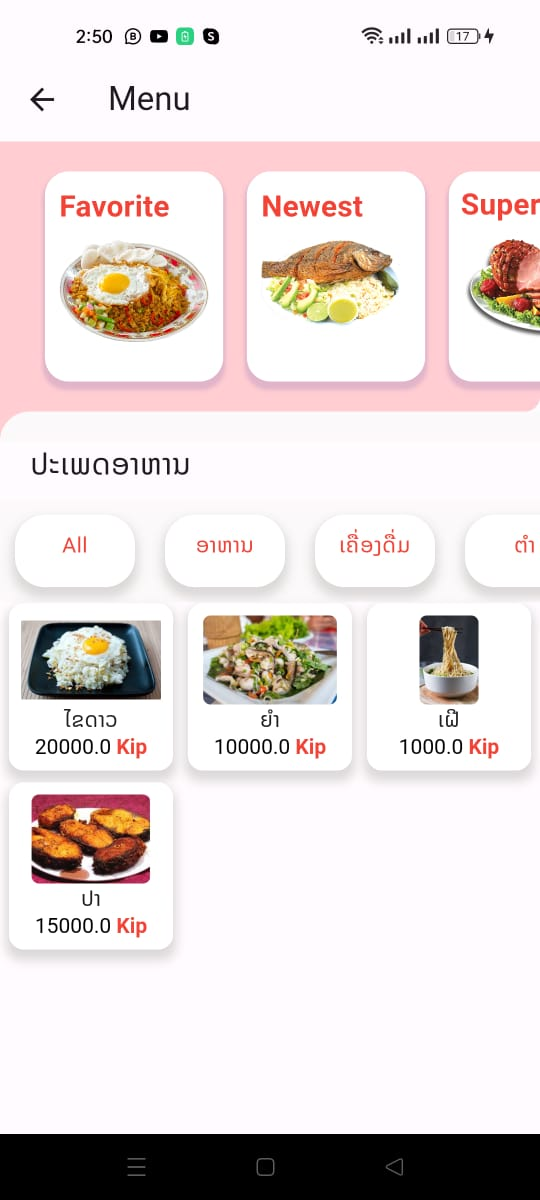 2:50
17
Menu
Favorite
Newest
Super
ປະເພດອາຫານ
All
ອາຫານ
ເຄື່ອງດື່ມ
ຕຳ
ໄຂດາວ
20000.0 Kip
ຍຳ
10000.0 Kip
ເຝີ
1000.0 Kip
ປາ
15000.0 Kip